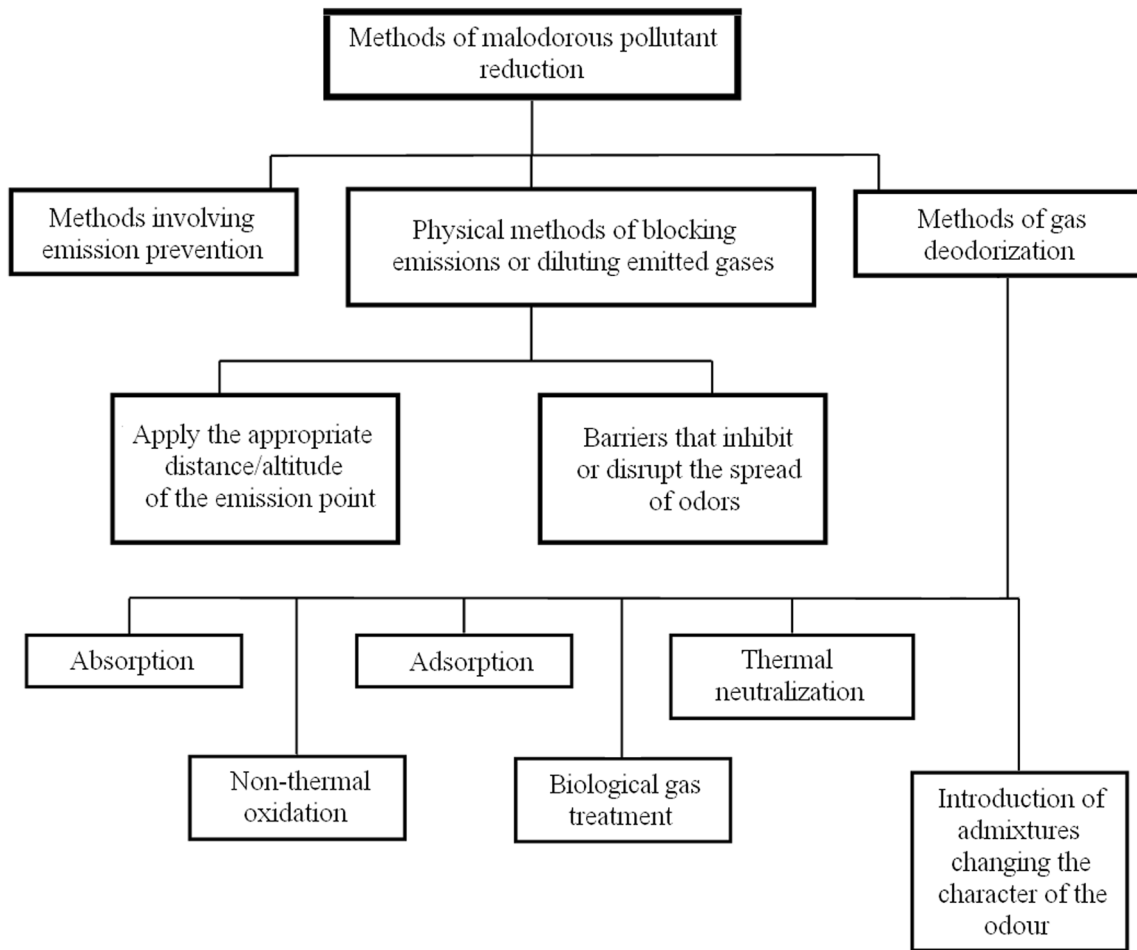 Methods of malodorous pollutant
reduction
Methods involving
emission prevention
Physical methods of blocking
emissions or diluting emitted gases
Methods of gas
deodorization
Apply the appropriate
distance/altitude
of the emission point
Barriers that inhibit
or disrupt the spread
of odors
Absorption
Adsorption
Thermal
neutralization
Non-thermal
oxidation
Biological gas
treatment
Introduction of
admixtures
changing the
character of the
odour